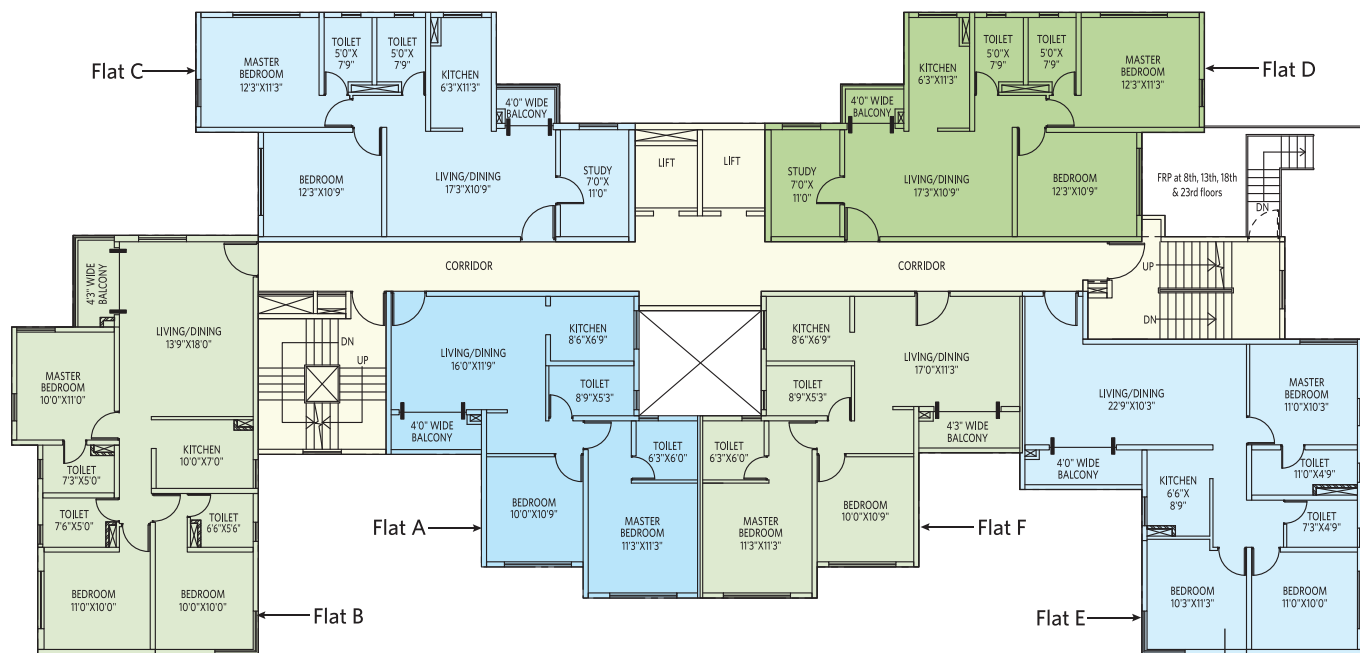 Flat C
MASTER
BEDROOM
12'3"X11'3"
TOILET
5'0"X
7'9"
TOILET
5'0"X
7'9"
KITCHEN
6'3"X11'3"
4'0" WIDE
BALCONY
BEDROOM
12'3"X10'9"
LIVING/DINING
17'3"X10'9"
STUDY
7'0"X
11'0"
LIFT
LIFT
4'0" WIDE
BALCONY
KITCHEN
6'3"X11'3"
TOILET
5'0"X
7'9"
TOILET
5'0"X
7'9"
MASTER
BEDROOM
12'3"X11'3"
Flat D
STUDY
7'0"X
11'0"
LIVING/DINING
17'3"X10'9"
BEDROOM
12'3"X10'9"
FRP at 8th, 13th, 18th
& 23rd floors
DN
UP
DN
CORRIDOR
CORRIDOR
4'3" WIDE
BALCONY
LIVING/DINING
13'9"X18'0"
MASTER
BEDROOM
10'0"X11'0"
KITCHEN
10'0"X7'0"
TOILET
7'3"X5'0"
TOILET
7'6"X5'0"
TOILET
6'6"X5'6"
BEDROOM
11'0"X10'0"
BEDROOM
10'0"X10'0"
Flat B
DN
UP
LIVING/DINING
16'0"X11'9"
KITCHEN
8'6"X6'9"
TOILET
8'9"X5'3"
4'0" WIDE
BALCONY
TOILET
6'3"X6'0"
BEDROOM
10'0"X10'9"
MASTER
BEDROOM
11'3"X11'3"
Flat A
KITCHEN
8'6"X6'9"
LIVING/DINING
17'0"X11'3"
TOILET
8'9"X5'3"
4'3" WIDE
BALCONY
TOILET
6'3"X6'0"
MASTER
BEDROOM
11'3"X11'3"
BEDROOM
10'0"X10'9"
Flat F
LIVING/DINING
22'9"X10'3"
MASTER
BEDROOM
11'0"X10'3"
4'0" WIDE
BALCONY
KITCHEN
6'6"X
8'9"
TOILET
11'0"X4'9"
TOILET
7'3"X4'9"
BEDROOM
10'3"X11'3"
BEDROOM
11'0"X10'0"
Flat E